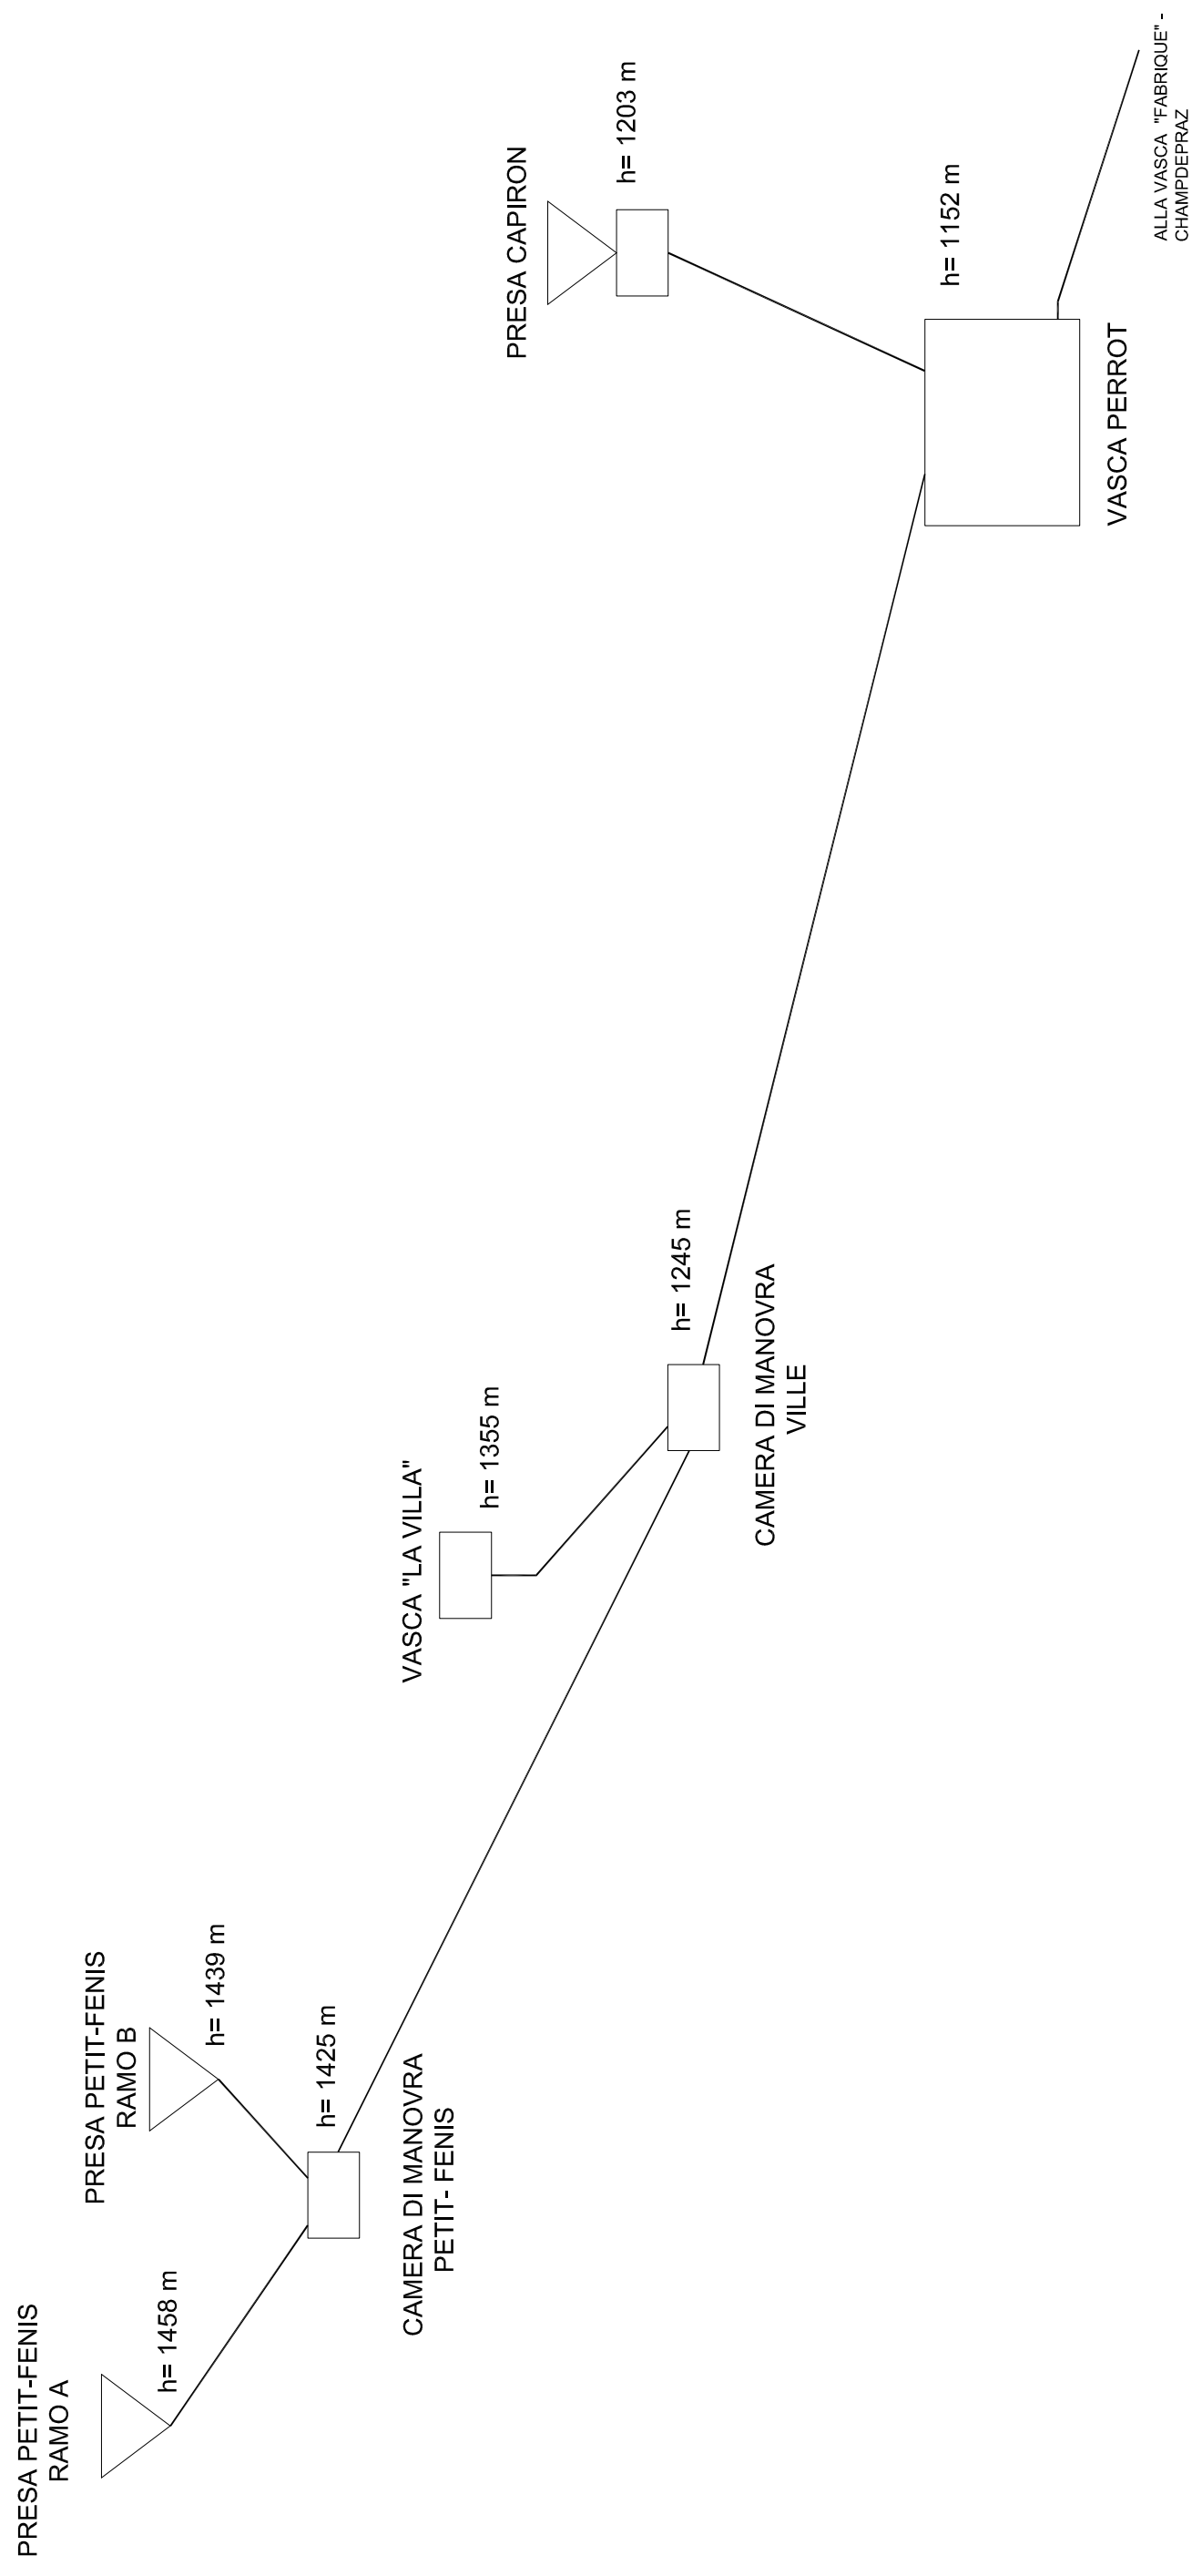 PRESA PETIT-FENIS
RAMO A
h= 1458 m
PRESA PETIT-FENIS
RAMO B
h= 1439 m
h= 1425 m
CAMERA DI MANOVRA
PETIT- FENIS
VASCA "LA VILLA"
h= 1355 m
h= 1245 m
CAMERA DI MANOVRA
VILLE
PRESA CAPIRON
h= 1203 m
h= 1152 m
VASCA PERROT
ALLA VASCA "FABRIQUE" -
CHAMPDEPRAZ